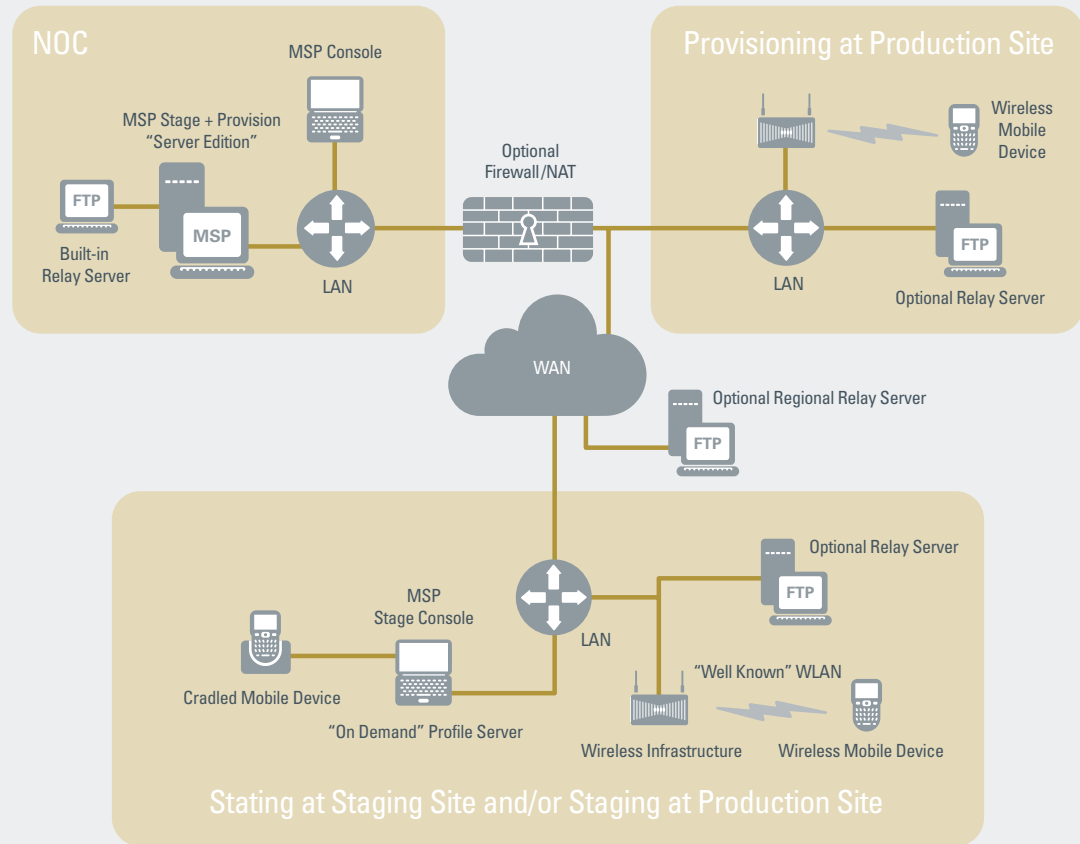 NOC
MSP Console
MSP Stage + Provision
“Server Edition”
FTP
MSP
Built-in
Relay Server
LAN
Optional
Firewall/NAT
Provisioning at Production Site
Wireless
Mobile
Device
LAN
FTP
Optional Relay Server
WAN
Optional Regional Relay Server
FTP
Optional Relay Server
FTP
MSP
Stage Console
LAN
Cradled Mobile Device
“On Demand” Profile Server
“Well Known” WLAN
Wireless Infrastructure
Wireless Mobile Device
Stating at Staging Site and/or Staging at Production Site